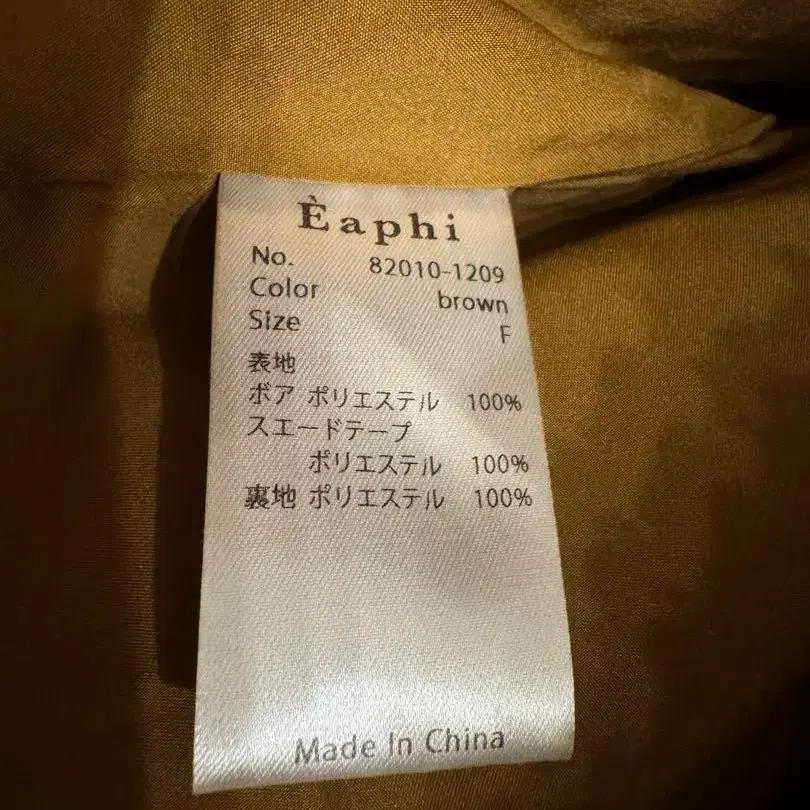 Èaphi
No. 82010-1209
Color brown
Size F
表地
ボア ポリエステル 100%
スエードテープ
ポリエステル 100%
裏地 ポリエステル 100%
Made In China